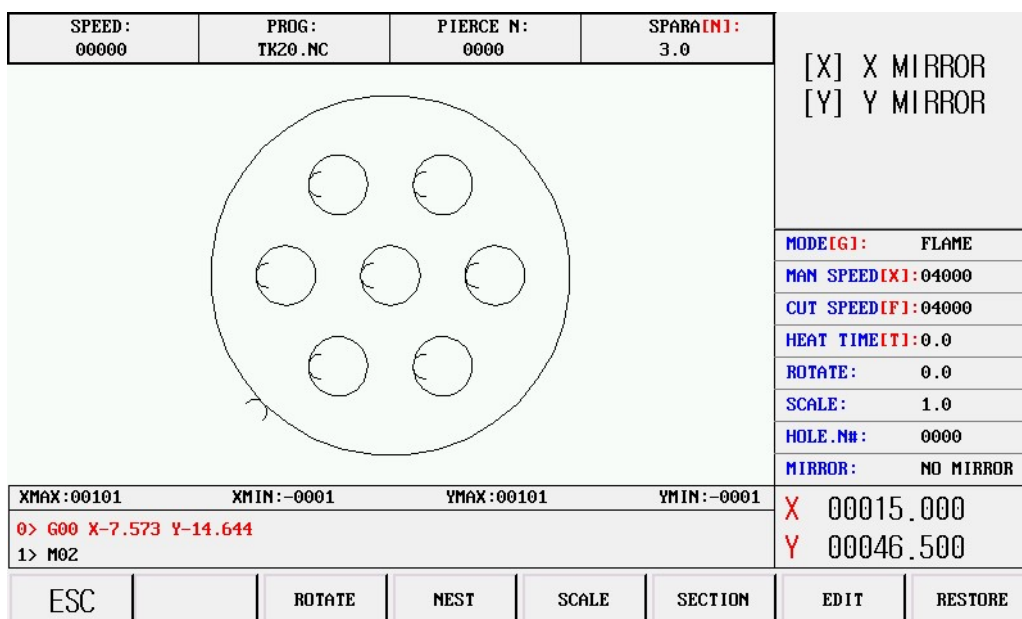 SPEED: PROG: PIERCE N: SPARA[N]:
00000 TK20.NC 0000 3.0
[X] X MIRROR
[Y] Y MIRROR
MODE[G]: FLAME
MAN SPEED[X]:04000
CUT SPEED[F]:04000
HEAT TIME[T]:0.0
ROTATE: 0.0
SCALE: 1.0
HOLE.N#: 0000
MIRROR: NO MIRROR
XMAX:00101 XMIN:-0001 YMAX:00101 YMIN:-0001
0> G00 X-7.573 Y-14.644
1> M02
X 00015.000
Y 00046.500
ESC ROTATE NEST SCALE SECTION EDIT RESTORE